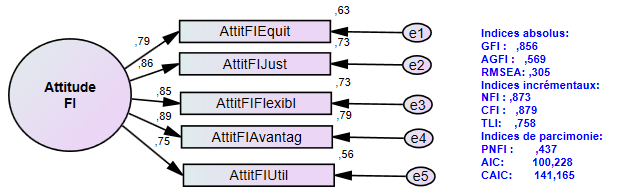 ,63
,79
AttitFIEquit
e1
,73
,86
AttitFIJust
e2
,73
Attitude
FI
,85
AttitFIFlexibl
e3
,79
,89
AttitFIAvantag
e4
,75
,56
AttitFIUtil
e5
Indices absolus:
GFI : ,856
AGFI : ,569
RMSEA: ,305
Indices incrémentaux:
NFI : ,873
CFI : ,879
TLI: ,758
Indices de parcimonie:
PNFI : ,437
AIC: 100,228
CAIC: 141,165